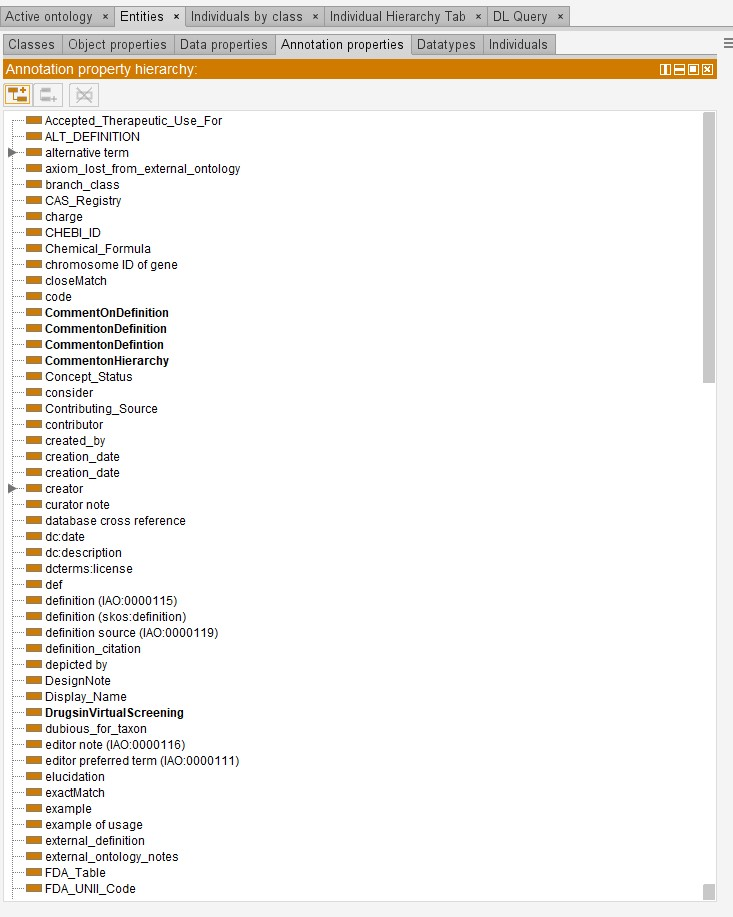 Active ontology × Entities × Individuals by class × Individual Hierarchy Tab × DL Query ×
Classes Object properties Data properties Annotation properties Datatypes Individuals
Annotation property hierarchy:
Accepted_Therapeutic_Use_For
ALT_DEFINITION
alternative term
axiom_lost_from_external_ontology
branch_class
CAS_Registry
charge
CHEBI_ID
Chemical_Formula
chromosome ID of gene
closeMatch
code
CommentOnDefinition
CommentonDefinition
CommentonDefintion
CommentonHierarchy
Concept_Status
consider
Contributing_Source
contributor
created_by
creation_date
creation_date
creator
curator note
database cross reference
dc:date
dc:description
dcterms:license
def
definition (IAO:0000115)
definition (skos:definition)
definition source (IAO:0000119)
definition_citation
depicted by
DesignNote
Display_Name
DrugsinVirtualScreening
dubious_for_taxon
editor note (IAO:0000116)
editor preferred term (IAO:0000111)
elucidation
exactMatch
example
example of usage
external_definition
external_ontology_notes
FDA_Table
FDA_UNII_Code